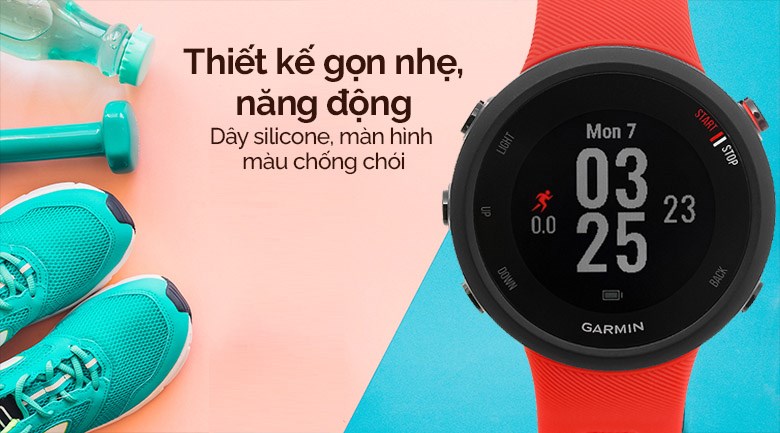 Thiết kế gọn nhẹ,
năng động
Dây silicone, màn hình
màu chống chói
LIGHT
START
STOP
Mon 7
03
0.0
23
25
UP
DOWN
BACK
GARMIN